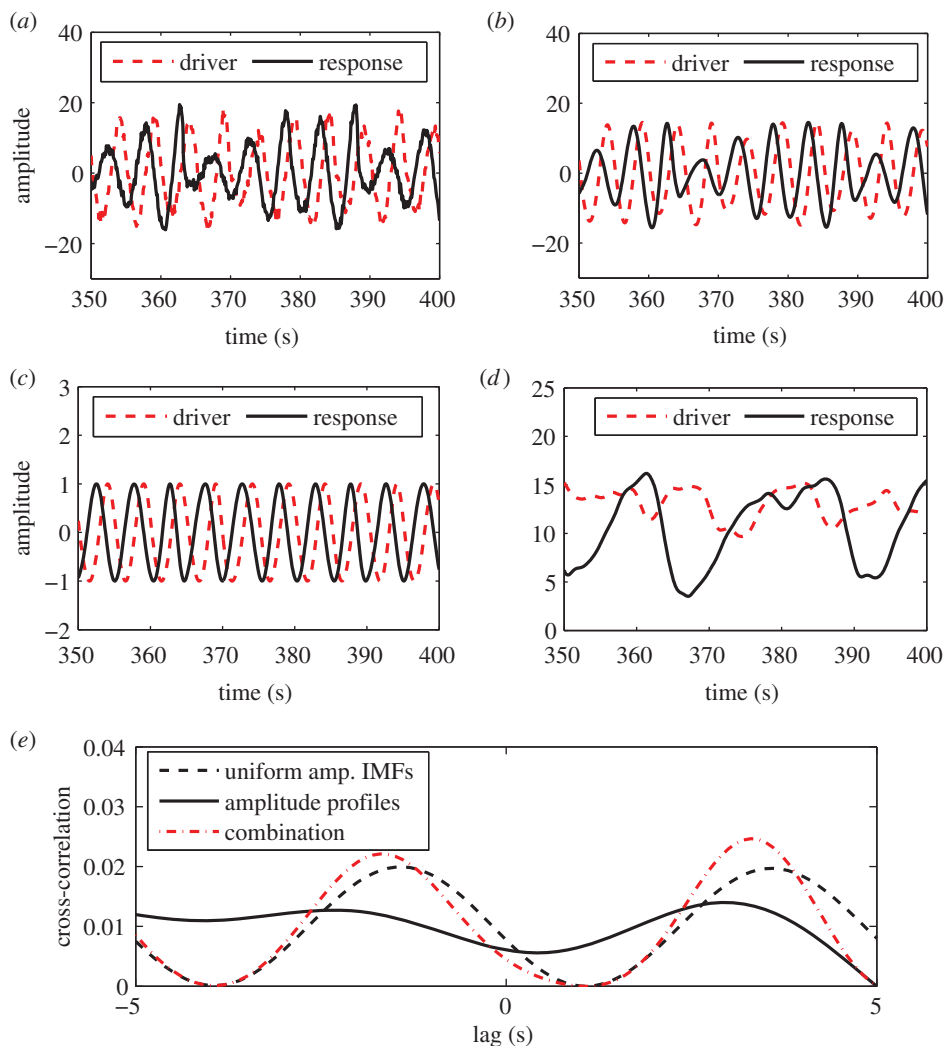 (a)
40
20
0
−20
amplitude
driver
response
350 360 370 380 390 400
time (s)
(b)
40
20
0
−20
driver
response
350 360 370 380 390 400
time (s)
(c)
3
2
1
0
−1
−2
amplitude
driver
response
350 360 370 380 390 400
time (s)
(d)
25
20
15
10
5
0
driver
response
350 360 370 380 390 400
time (s)
(e)
0.04
0.03
0.02
0.01
0
cross-correlation
uniform amp. IMFs
amplitude profiles
combination
−5 0 5
lag (s)